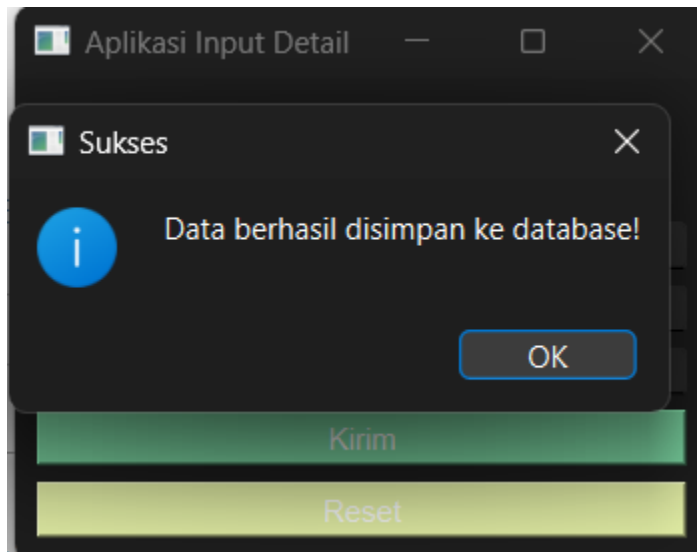 Aplikasi Input Detail
Sukses
Data berhasil disimpan ke database!
OK
Kirim
Reset